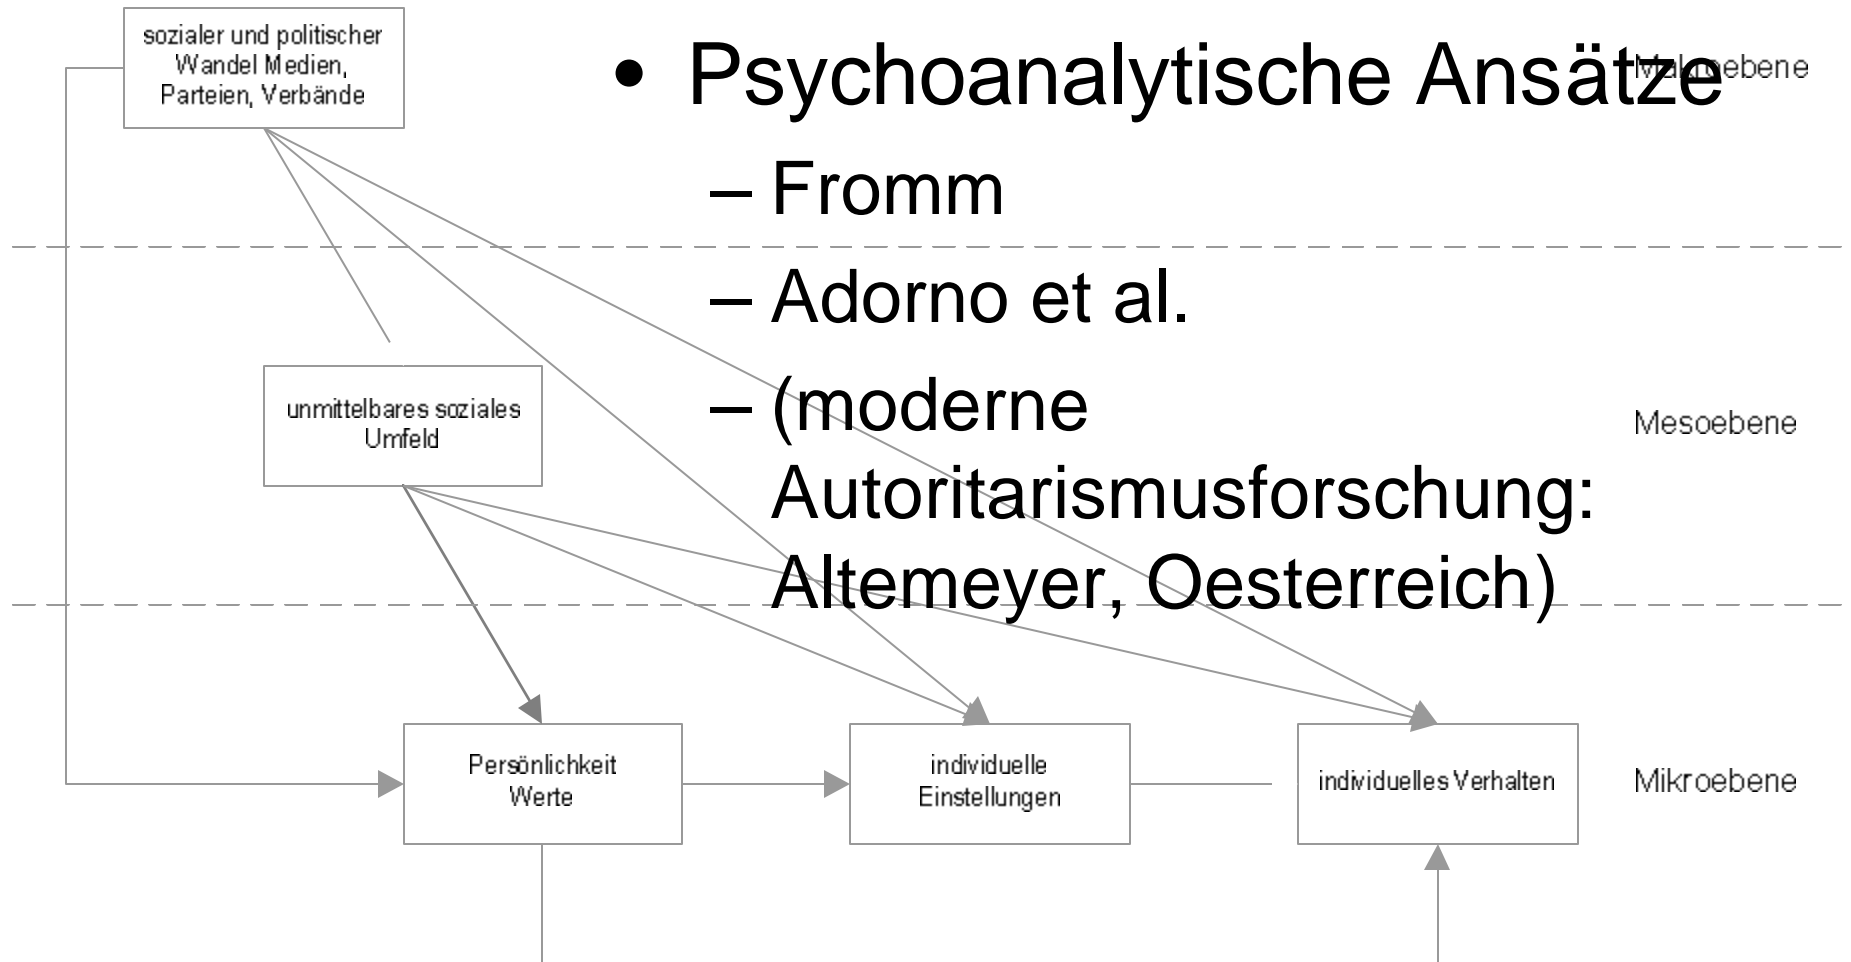 sozialer und politischer
Wandel Medien,
Parteien, Verbände
• Psychoanalytische Ansätze
Makroebene
– Fromm
– Adorno et al.
– (moderne
Autoritarismusforschung:
Altemeyer, Oesterreich)
unmittelbares soziales
Umfeld
Mesoebene
Persönlichkeit
Werte
individuelle
Einstellungen
individuelles Verhalten
Mikroebene